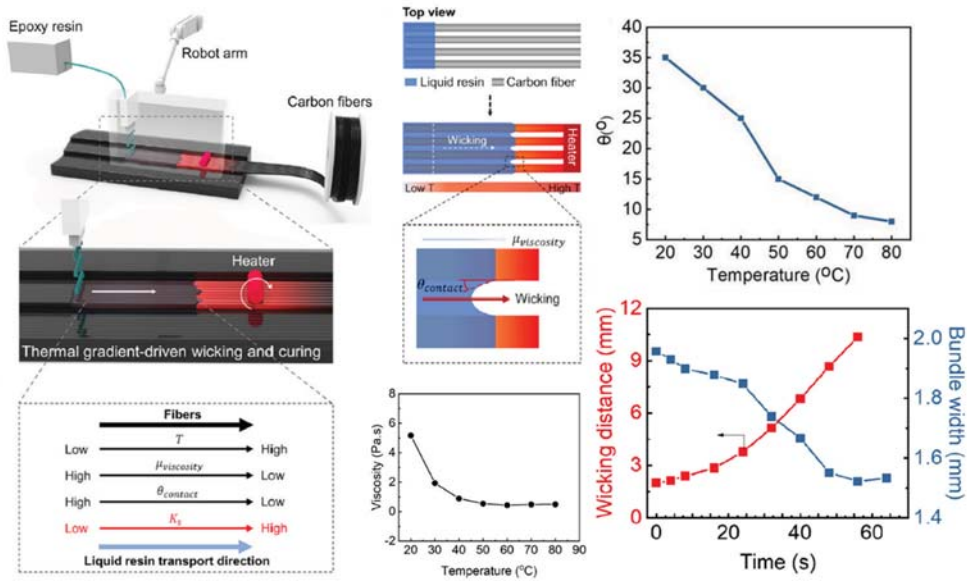 Epoxy resin
Robot arm
Carbon fibers
Heater
Thermal gradient-driven wicking and curing
Fibers
Low T High
High μviscosity Low
High θcontact Low
Low Ks High
Liquid resin transport direction
Top view
Liquid resin Carbon fiber
Wicking
Heater
Low T High T
μviscosity
θcontact
Wicking
8
6
4
2
0
-2
Viscosity (Pa.s)
20 30 40 50 60 70 80 90
Temperature (°C)
40
35
30
25
20
15
10
5
θ(°)
20 30 40 50 60 70 80
Temperature (°C)
12
9
6
3
0
Wicking distance (mm)
2.0
1.8
1.6
1.4
Bundle width (mm)
0 20 40 60 80
Time (s)